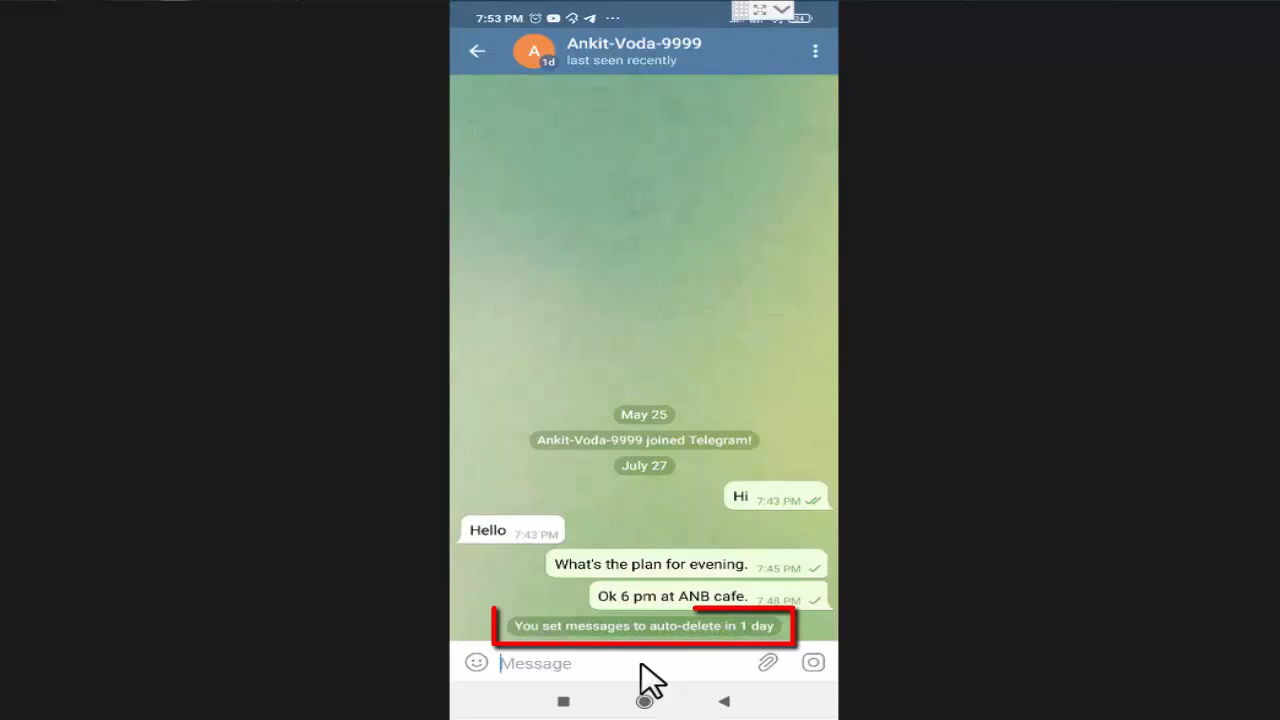 7:53 PM
24
A
1d
Ankit-Voda-9999
last seen recently
May 25
Ankit-Voda-9999 joined Telegram!
July 27
Hi 7:43 PM
Hello 7:43 PM
What's the plan for evening. 7:45 PM
Ok 6 pm at ANB cafe. 7:48 PM
You set messages to auto-delete in 1 day
Message